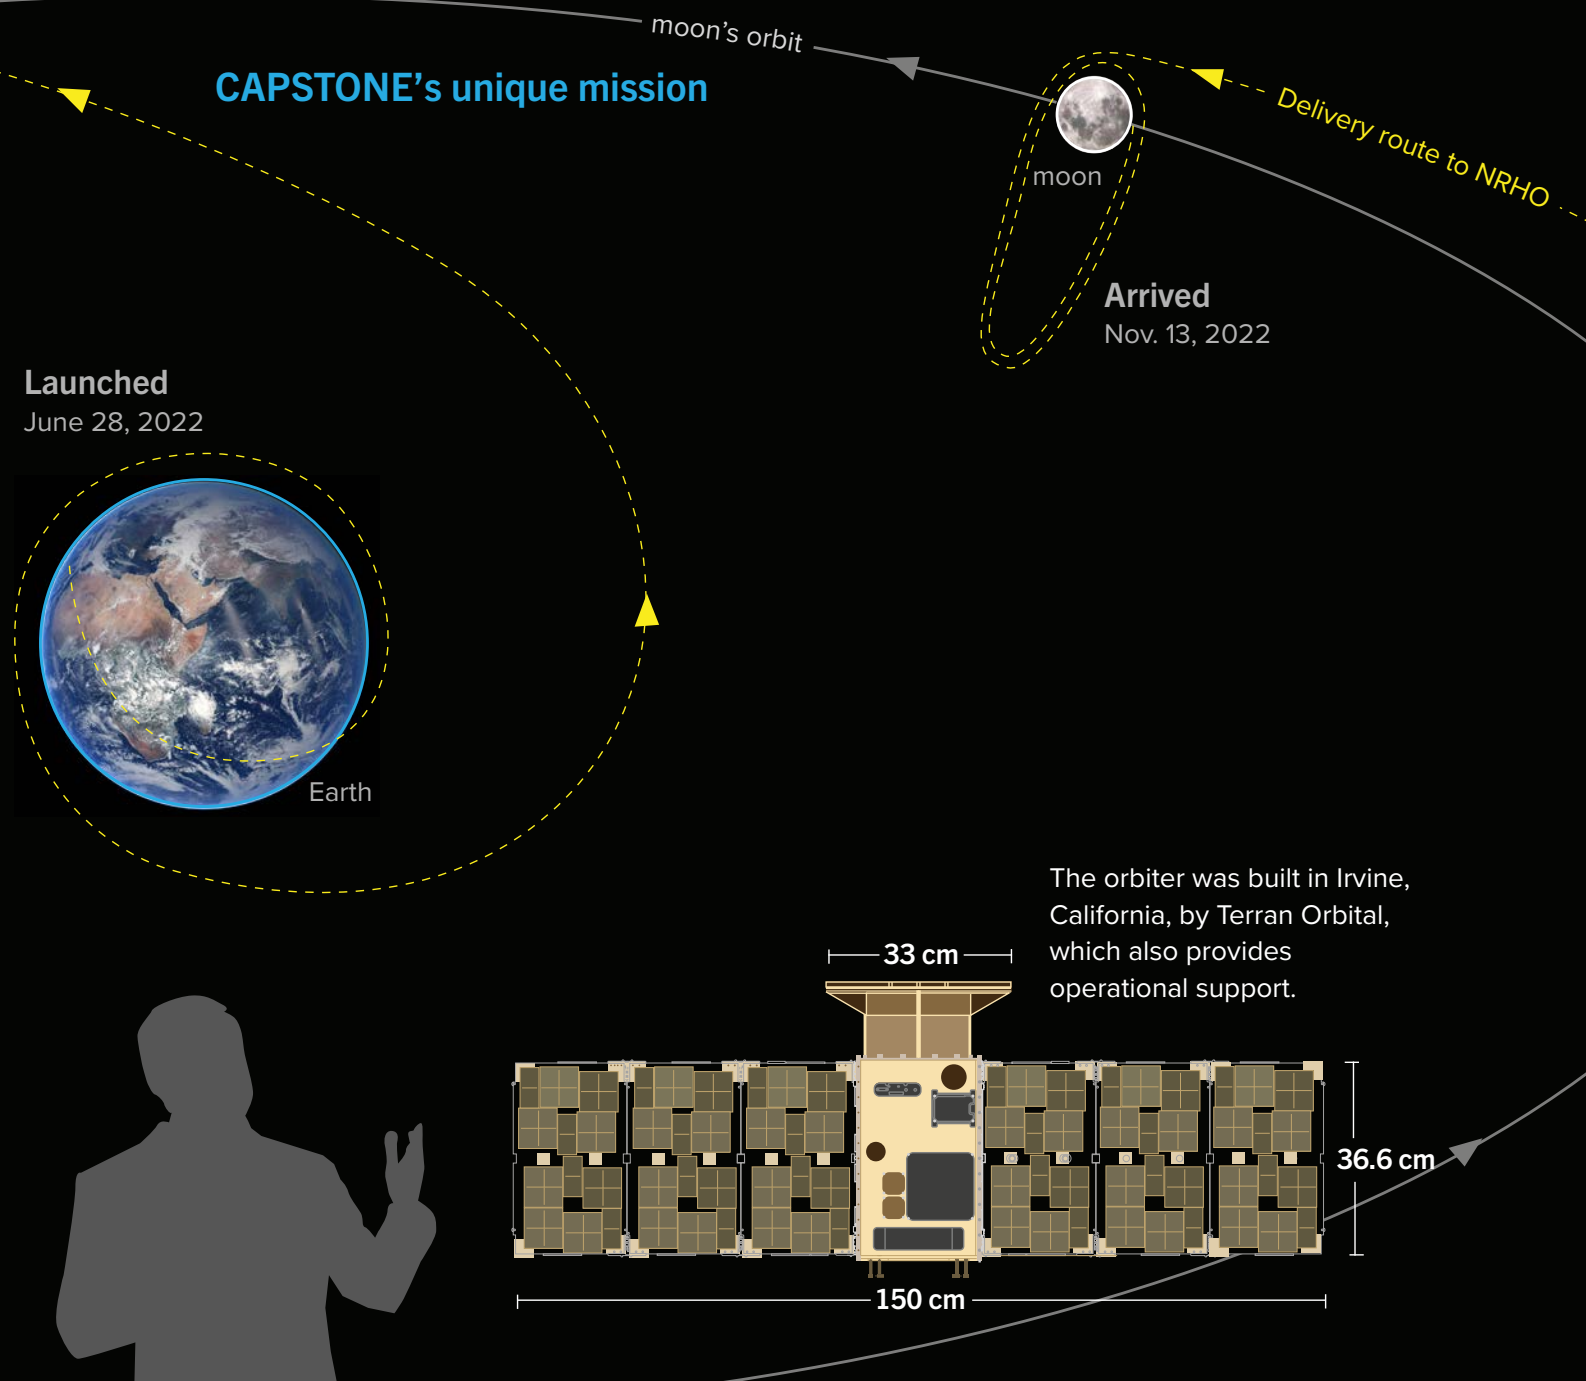 moon’s orbit
CAPSTONE’s unique mission
Delivery route to NRHO
moon
Arrived
Nov. 13, 2022
Launched
June 28, 2022
Earth
The orbiter was built in Irvine,
California, by Terran Orbital,
which also provides
operational support.
33 cm
36.6 cm
150 cm